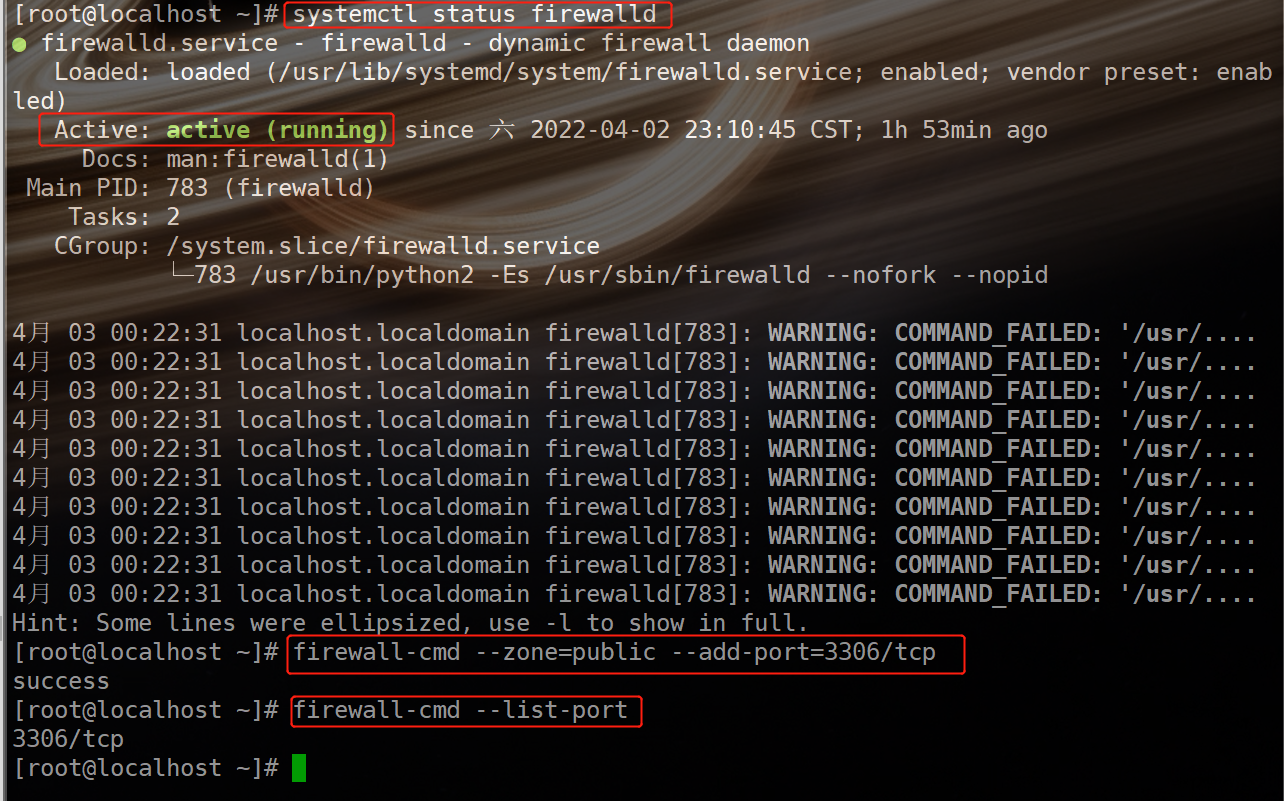 [root@localhost ~]# systemctl status firewalld
● firewalld.service - firewalld - dynamic firewall daemon
   Loaded: loaded (/usr/lib/systemd/system/firewalld.service; enabled; vendor preset: enab
led)
   Active: active (running) since 六 2022-04-02 23:10:45 CST; 1h 53min ago
     Docs: man:firewalld(1)
 Main PID: 783 (firewalld)
    Tasks: 2
   CGroup: /system.slice/firewalld.service
           └─783 /usr/bin/python2 -Es /usr/sbin/firewalld --nofork --nopid

4月 03 00:22:31 localhost.localdomain firewalld[783]: WARNING: COMMAND_FAILED: '/usr/....
4月 03 00:22:31 localhost.localdomain firewalld[783]: WARNING: COMMAND_FAILED: '/usr/....
4月 03 00:22:31 localhost.localdomain firewalld[783]: WARNING: COMMAND_FAILED: '/usr/....
4月 03 00:22:31 localhost.localdomain firewalld[783]: WARNING: COMMAND_FAILED: '/usr/....
4月 03 00:22:31 localhost.localdomain firewalld[783]: WARNING: COMMAND_FAILED: '/usr/....
4月 03 00:22:31 localhost.localdomain firewalld[783]: WARNING: COMMAND_FAILED: '/usr/....
4月 03 00:22:31 localhost.localdomain firewalld[783]: WARNING: COMMAND_FAILED: '/usr/....
4月 03 00:22:31 localhost.localdomain firewalld[783]: WARNING: COMMAND_FAILED: '/usr/....
4月 03 00:22:31 localhost.localdomain firewalld[783]: WARNING: COMMAND_FAILED: '/usr/....
4月 03 00:22:31 localhost.localdomain firewalld[783]: WARNING: COMMAND_FAILED: '/usr/....
Hint: Some lines were ellipsized, use -l to show in full.
[root@localhost ~]# firewall-cmd --zone=public --add-port=3306/tcp
success
[root@localhost ~]# firewall-cmd --list-port
3306/tcp
[root@localhost ~]#